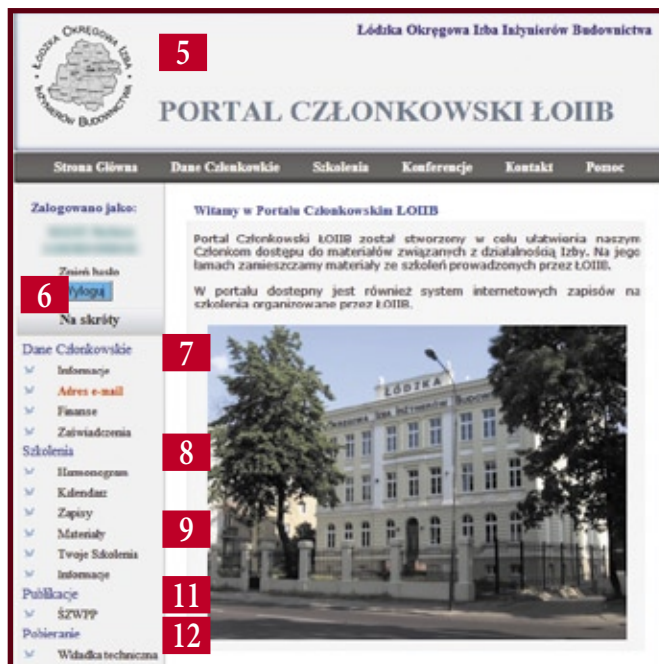 ŁÓDZKA OKRĘGOWA IZBA
INŻYNIERÓW BUDOWNICTWA
5
Łódzka Okręgowa Izba Inżynierów Budownictwa
PORTAL CZŁONKOWSKI ŁOIIB
Strona Główna Dane Członkowkie Szkolenia Konferencje Kontakt Pomoc
Zalogowano jako:
Zmień hasło
6
Wyloguj
Na skróty
Dane Członkowskie
Informacje
Adres e-mail
Finanse
Zaświadczenia
Szkolenia
Harmonogram
Kalendarz
Zapisy
Materiały
Twoje Szkolenia
Informacje
Publikacje
ŚZWPP
Pobieranie
Wkładka techniczna
7
8
9
11
12
Witamy w Portalu Członkowskim ŁOIIB
Portal Członkowski ŁOIIB został stworzony w celu ułatwienia naszym
Członkom dostępu do materiałów związanych z działalnością Izby. Na jego
łamach zamieszczamy materiały ze szkoleń prowadzonych przez ŁOIIB.
W portalu dostępny jest również system internetowych zapisów na
szkolenia organizowane przez ŁOIIB.
ŁÓDZKA
OKRĘGOWA IZBA INŻYNIERÓW BUDOW